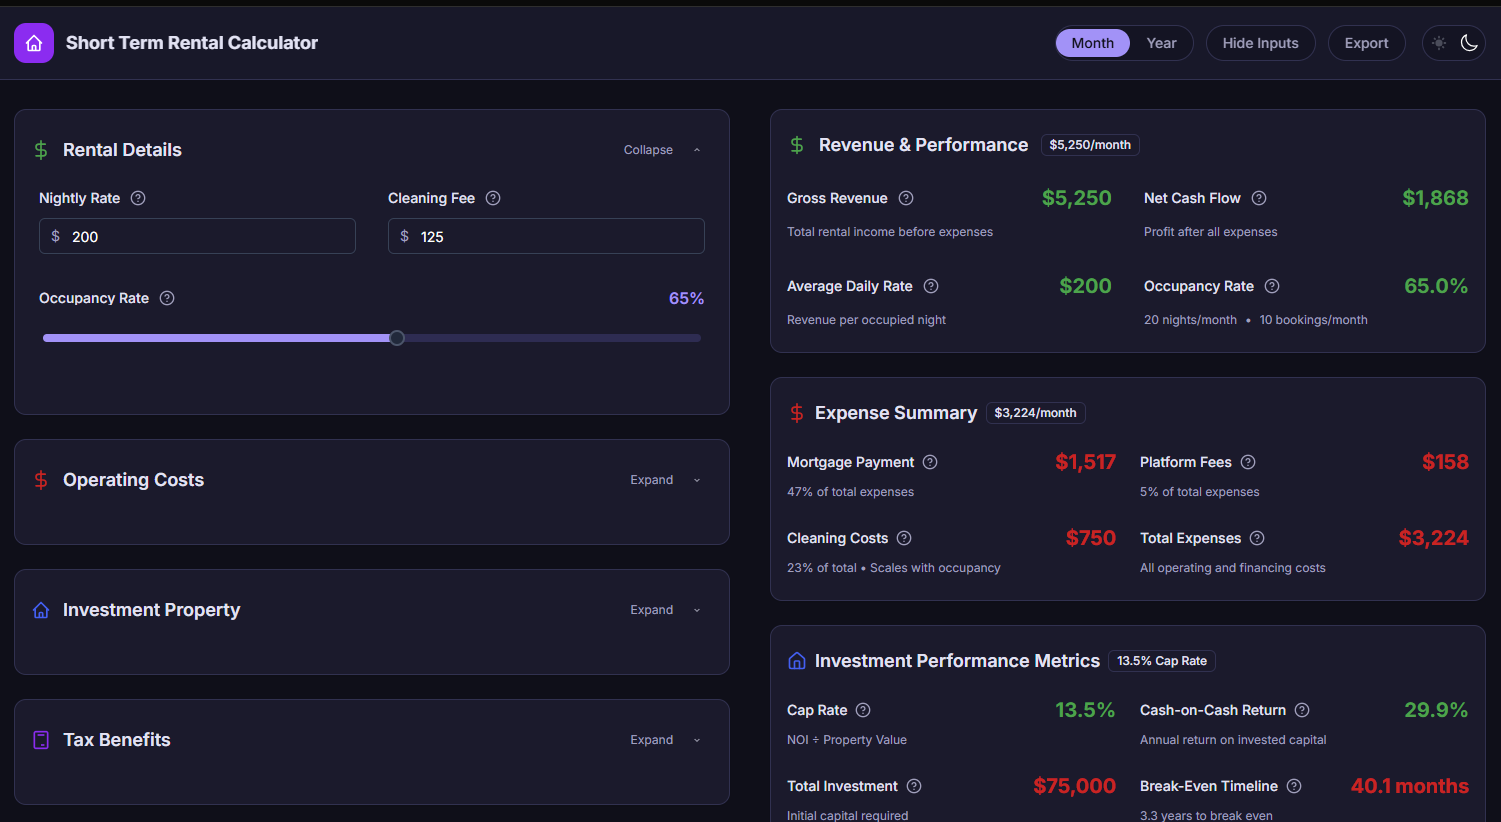 Short Term Rental Calculator
Month Year Hide Inputs Export
Rental Details
Collapse
Nightly Rate
Cleaning Fee
$ 200
$ 125
Occupancy Rate
65%
Operating Costs
Expand
Investment Property
Expand
Tax Benefits
Expand
Revenue & Performance
$5,250/month
Gross Revenue
$5,250
Total rental income before expenses
Net Cash Flow
$1,868
Profit after all expenses
Average Daily Rate
$200
Revenue per occupied night
Occupancy Rate
65.0%
20 nights/month • 10 bookings/month
Expense Summary
$3,224/month
Mortgage Payment
$1,517
47% of total expenses
Platform Fees
$158
5% of total expenses
Cleaning Costs
$750
23% of total • Scales with occupancy
Total Expenses
$3,224
All operating and financing costs
Investment Performance Metrics
13.5% Cap Rate
Cap Rate
13.5%
NOI ÷ Property Value
Cash-on-Cash Return
29.9%
Annual return on invested capital
Total Investment
$75,000
Initial capital required
Break-Even Timeline
40.1 months
3.3 years to break even